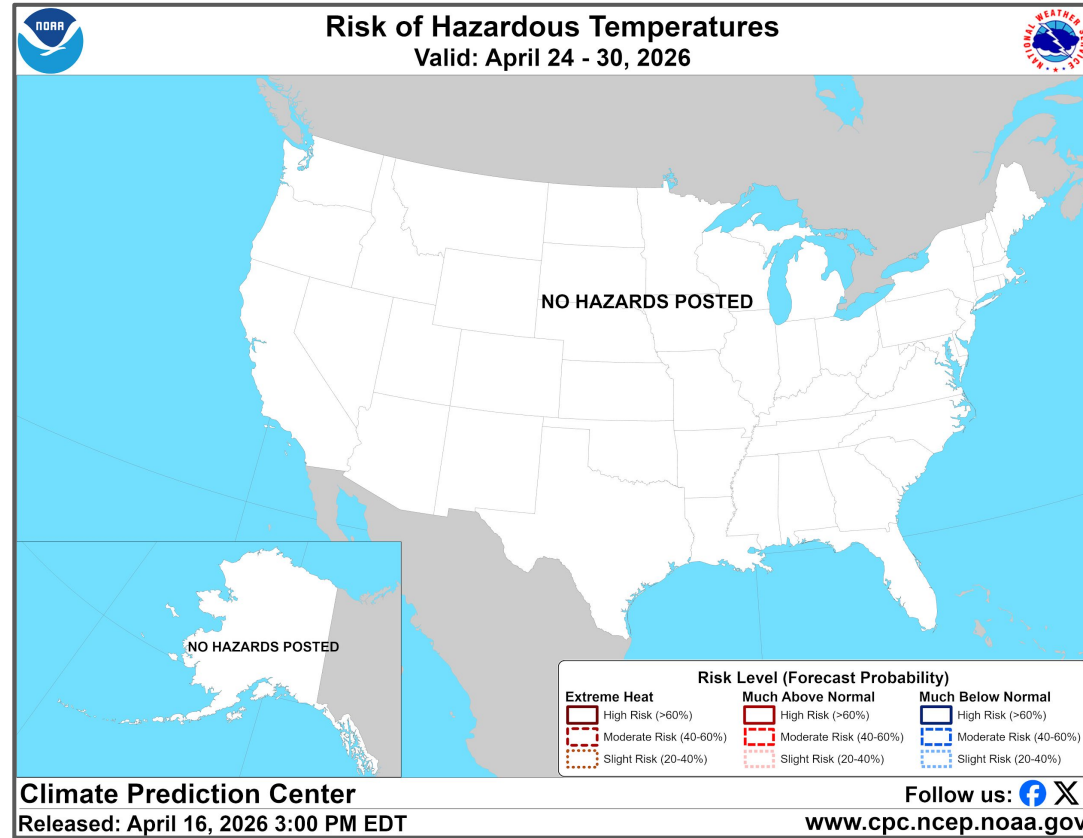 NOAA
Risk of Hazardous Temperatures
Valid: April 24 - 30, 2026
NATIONAL WEATHER SERVICE
NO HAZARDS POSTED
NO HAZARDS POSTED
Risk Level (Forecast Probability)
Extreme Heat
High Risk (>60%)
Moderate Risk (40-60%)
Slight Risk (20-40%)
Much Above Normal
High Risk (>60%)
Moderate Risk (40-60%)
Slight Risk (20-40%)
Much Below Normal
High Risk (>60%)
Moderate Risk (40-60%)
Slight Risk (20-40%)
Climate Prediction Center
Follow us:
Released: April 16, 2026 3:00 PM EDT
www.cpc.ncep.noaa.gov